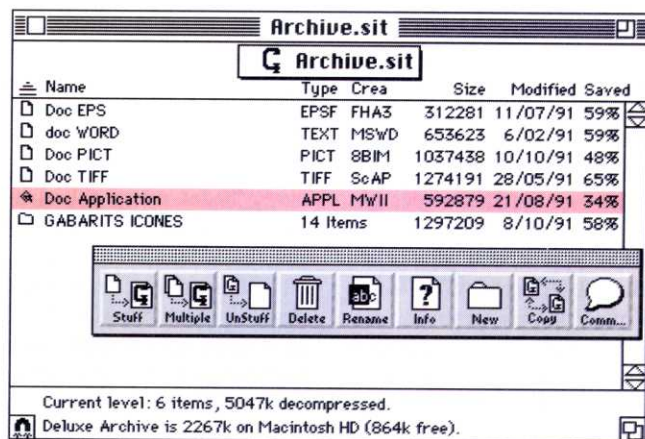 Archive.sit
Archive.sit
Name Type Crea Size Modified Saved
Doc EPS EPSF FHA3 312281 11/07/91 59%
doc WORD TEXT MSWD 653623 6/02/91 59%
Doc PICT PICT 8BIM 1037438 10/10/91 48%
Doc TIFF TIFF ScAP 1274191 28/05/91 65%
Doc Application APPL MWII 592879 21/08/91 34%
GABARITS ICONES 14 Items 1297209 8/10/91 58%
abc ?
Stuff Multiple UnStuff Delete Rename Info New Copy Comm...
Current level: 6 items, 5047k decompressed.
Deluxe Archive is 2267k on Macintosh HD (864k free).